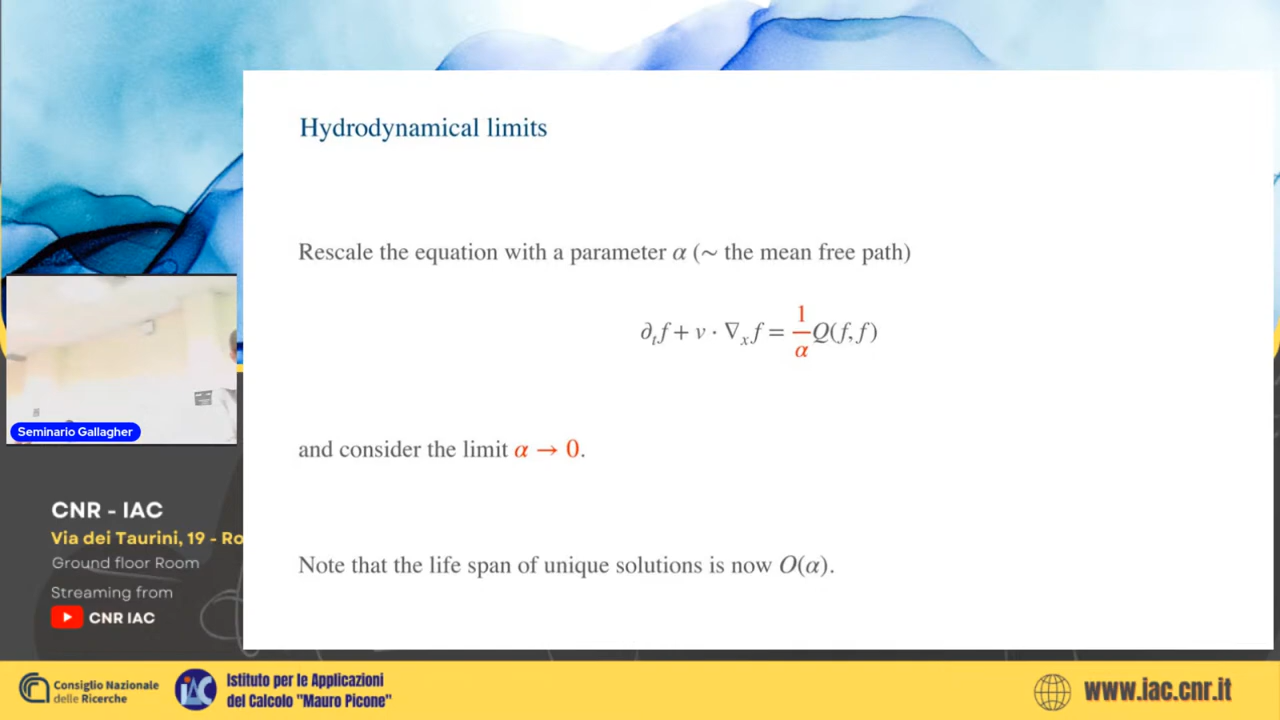 Hydrodynamical limits
Rescale the equation with a parameter α (∼ the mean free path)
∂ₜf + v · ∇ₓf = 1/α Q(f, f)
and consider the limit α → 0.
Note that the life span of unique solutions is now O(α).
Seminario Gallagher
CNR - IAC
Via dei Taurini, 19 - Ro
Ground floor Room
Streaming from
CNR IAC
Consiglio Nazionale
delle Ricerche
IAC
Istituto per le Applicazioni
del Calcolo "Mauro Picone"
www.iac.cnr.it